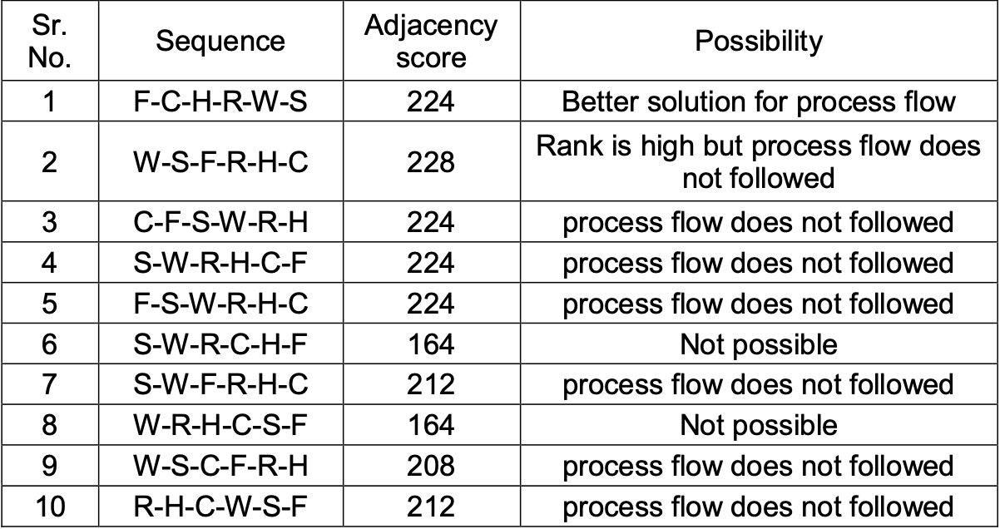 Sr. No. Sequence Adjacency score Possibility
1 F-C-H-R-W-S 224 Better solution for process flow
2 W-S-F-R-H-C 228 Rank is high but process flow does not followed
3 C-F-S-W-R-H 224 process flow does not followed
4 S-W-R-H-C-F 224 process flow does not followed
5 F-S-W-R-H-C 224 process flow does not followed
6 S-W-R-C-H-F 164 Not possible
7 S-W-F-R-H-C 212 process flow does not followed
8 W-R-H-C-S-F 164 Not possible
9 W-S-C-F-R-H 208 process flow does not followed
10 R-H-C-W-S-F 212 process flow does not followed